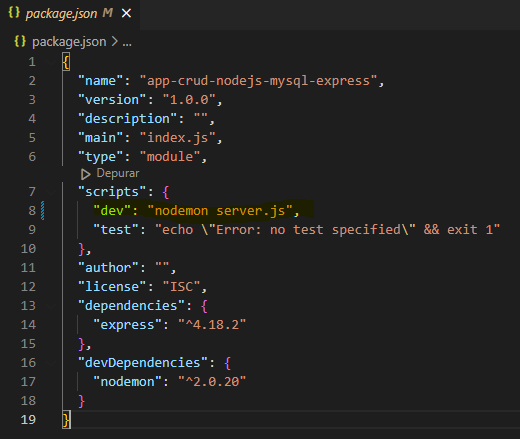 {} package.json M ×
{} package.json > ...
1 {
2 "name": "app-crud-nodejs-mysql-express",
3 "version": "1.0.0",
4 "description": "",
5 "main": "index.js",
6 "type": "module",
Depurar
7 "scripts": {
8 "dev": "nodemon server.js",
9 "test": "echo \"Error: no test specified\" && exit 1"
10 },
11 "author": "",
12 "license": "ISC",
13 "dependencies": {
14 "express": "^4.18.2"
15 },
16 "devDependencies": {
17 "nodemon": "^2.0.20"
18 }
19 }